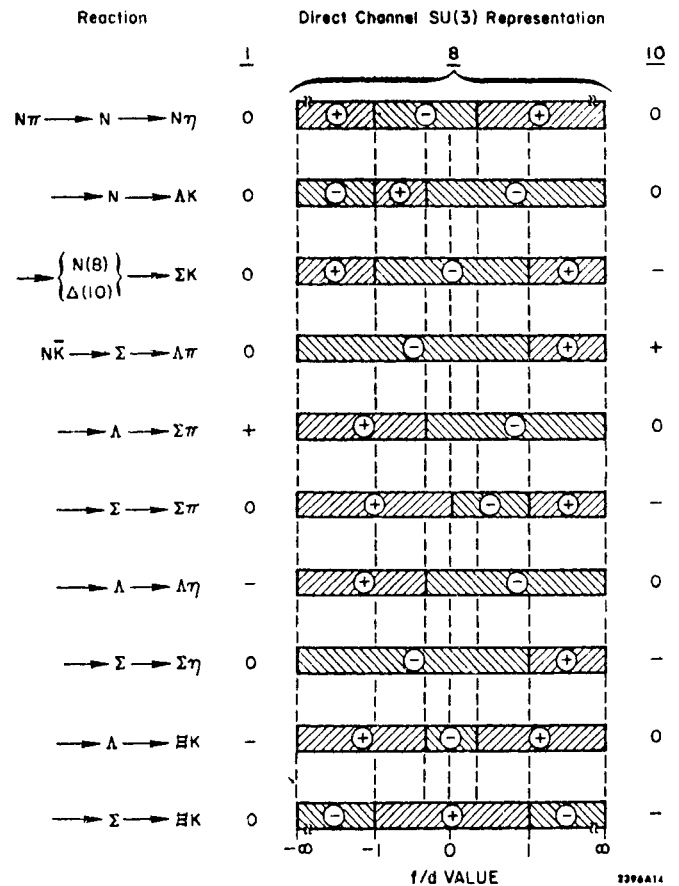 Reaction Direct Channel SU(3) Representation
1 8 10
Nπ → N → Nη 0 + − + 0
→ N → ΛK 0 − + − 0
→ { N(8) Δ(10) } → ΣK 0 + − + −
NK̄ → Σ → Λπ 0 − + +
→ Λ → Σπ + + − 0
→ Σ → Σπ 0 + − + −
→ Λ → Λη − + − 0
→ Σ → Ση 0 − + −
→ Λ → ΞK − + − + 0
→ Σ → ΞK 0 − + − −
−∞ −1 0 1 ∞
f/d VALUE
2396A14